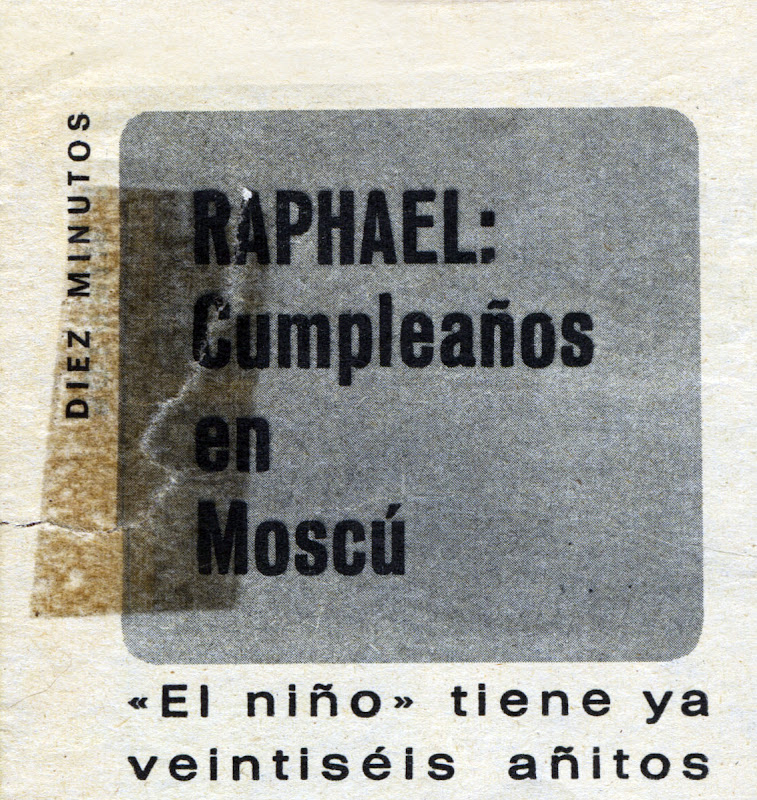 DIEZ MINUTOS
RAPHAEL:
Cumpleaños
en
Moscú
«El niño» tiene ya
veintiséis añitos